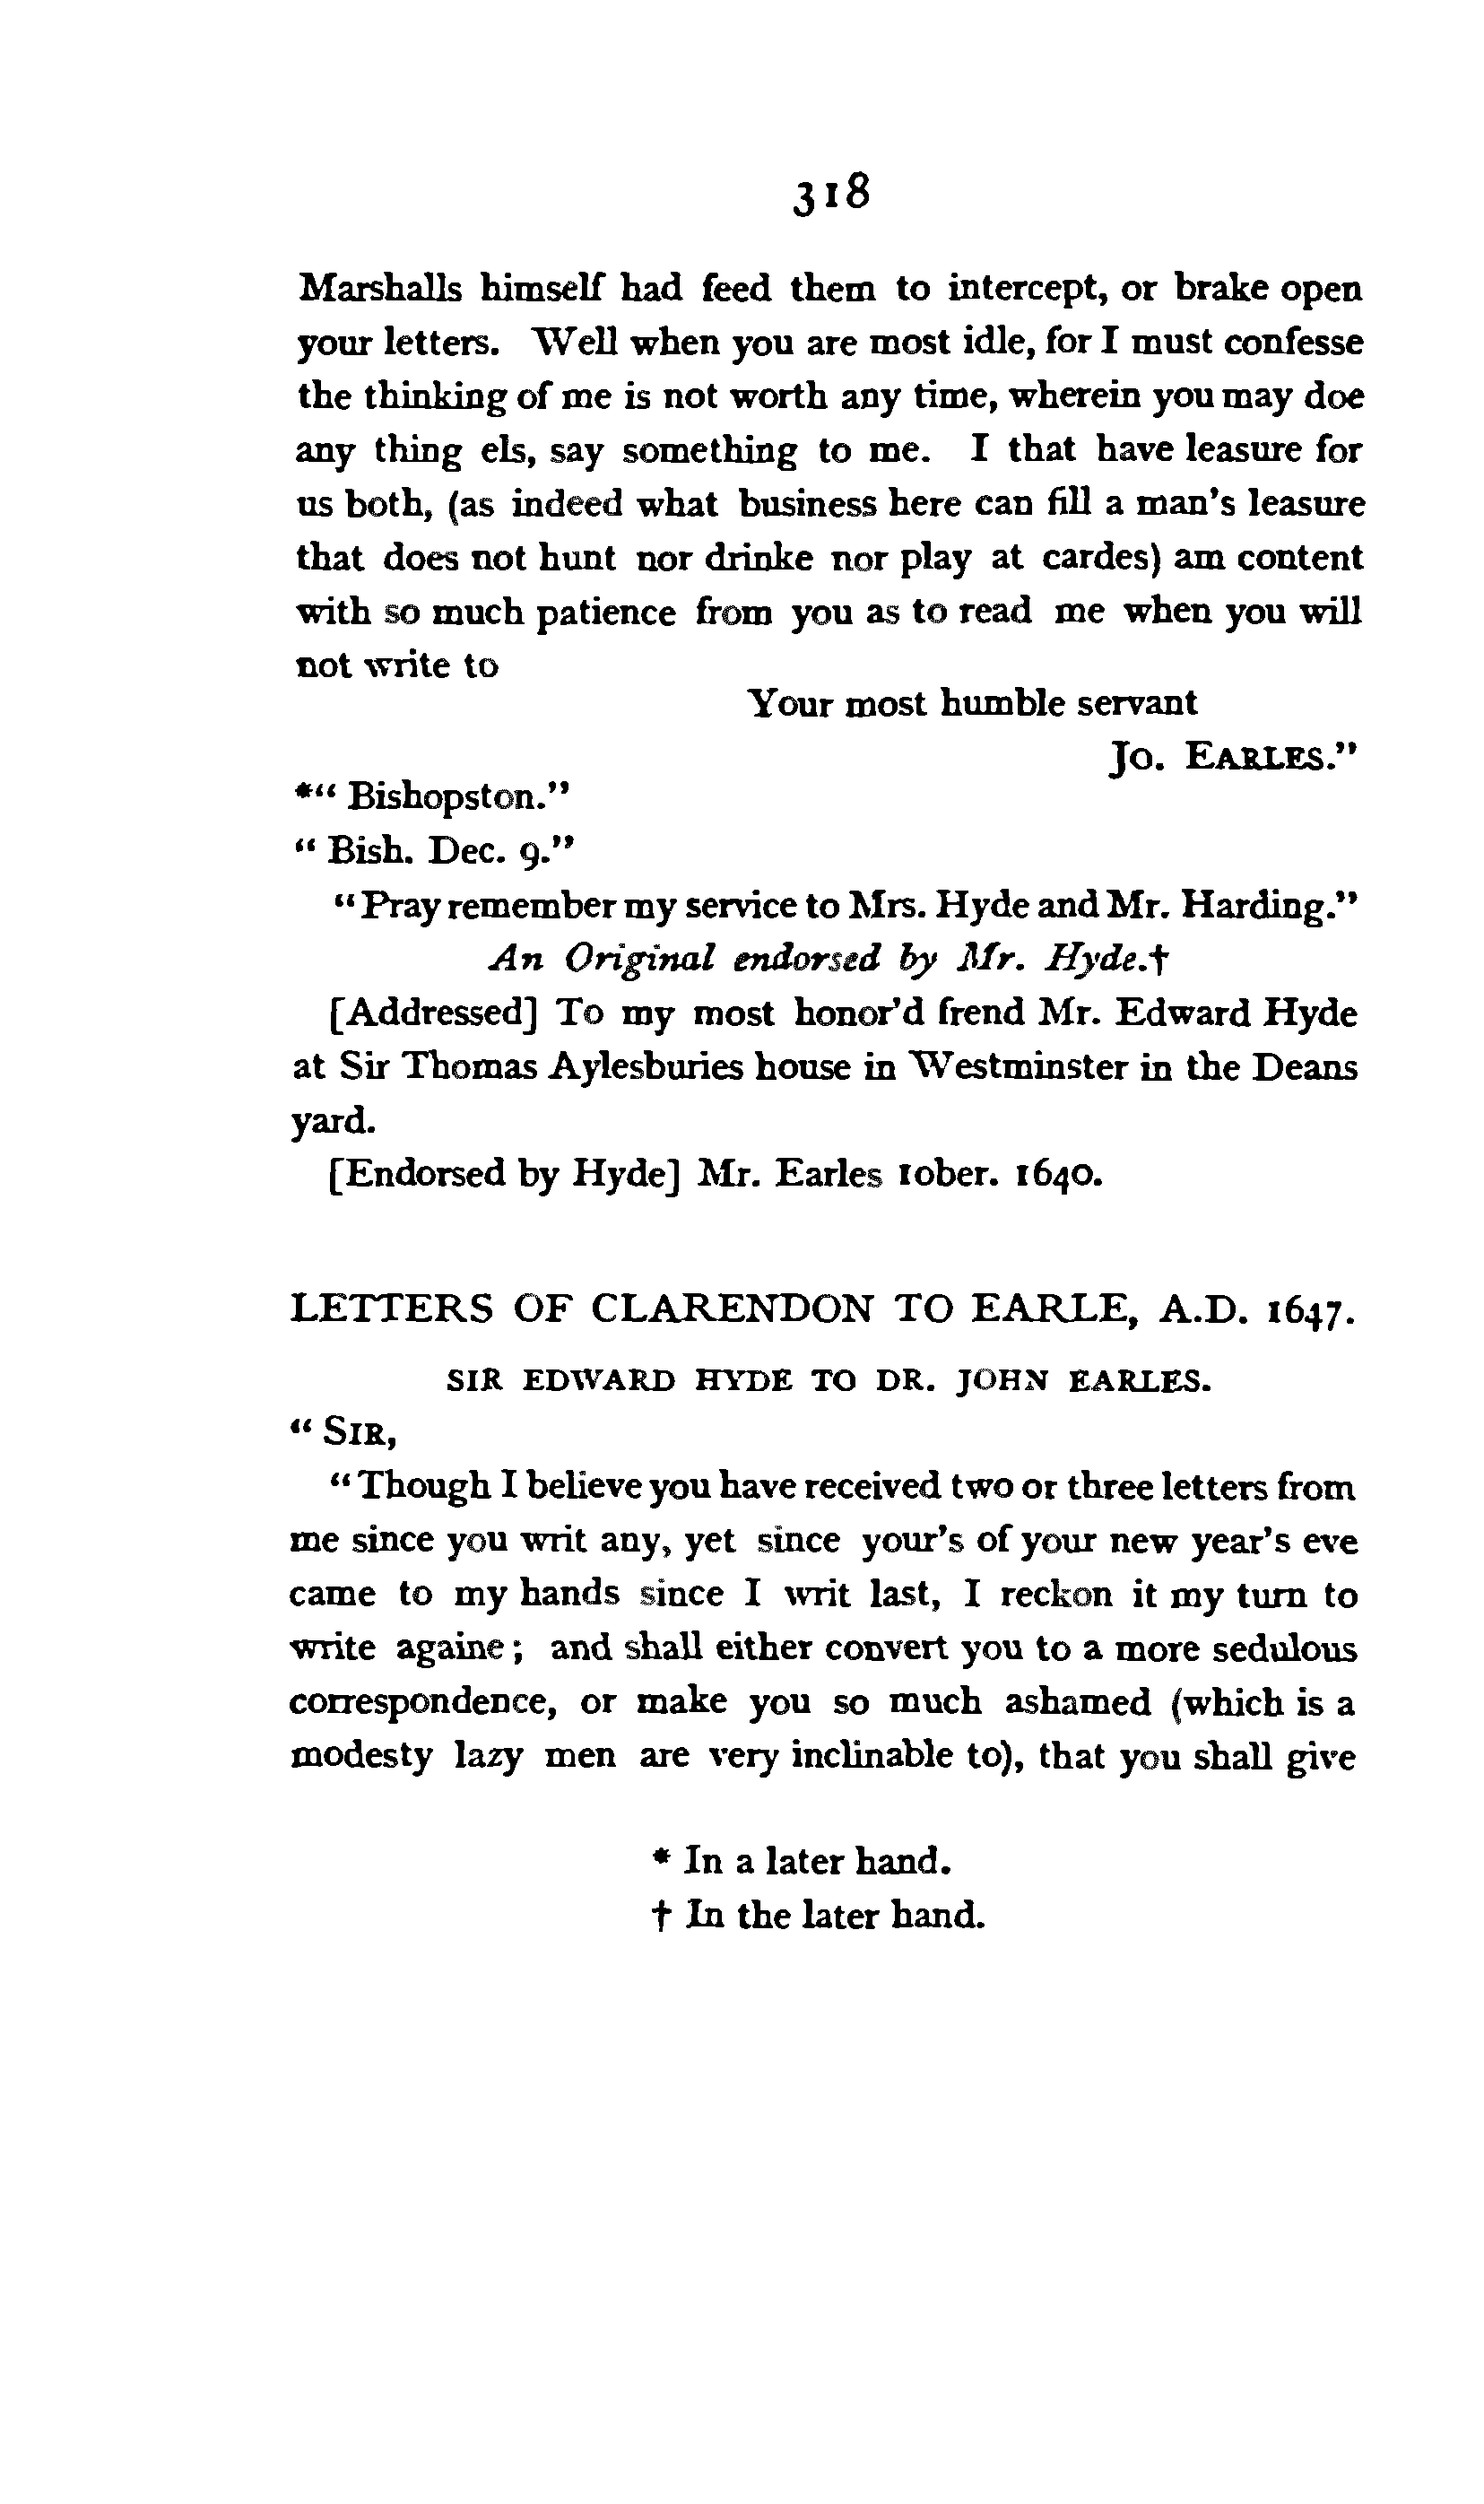 318
Marshalls himself had feed them to intercept, or brake open
your letters. Well when you are most idle, for I must confesse
the thinking of me is not worth any time, wherein you may doe
any thing els, say something to me. I that have leasure for
us both, (as indeed what business here can fill a man's leasure
that does not hunt nor drinke nor play at cardes) am content
with so much patience from you as to read me when you will
not write to
Your most humble servant
Jo. EARLES."
*" Bishopston."
" Bish. Dec. 9."
"Pray remember my service to Mrs. Hyde and Mr. Harding."
An Original endorsed by Mr. Hyde.†
[Addressed] To my most honor'd frend Mr. Edward Hyde
at Sir Thomas Aylesburies house in Westminster in the Deans
yard.
[Endorsed by Hyde] Mr. Earles 10ber. 1640.
LETTERS OF CLARENDON TO EARLE, A.D. 1647.
SIR EDWARD HYDE TO DR. JOHN EARLES.
" SIR,
"Though I believe you have received two or three letters from
me since you writ any, yet since your's of your new year's eve
came to my hands since I writ last, I reckon it my turn to
write againe; and shall either convert you to a more sedulous
correspondence, or make you so much ashamed (which is a
modesty lazy men are very inclinable to), that you shall give
* In a later hand.
† In the later hand.